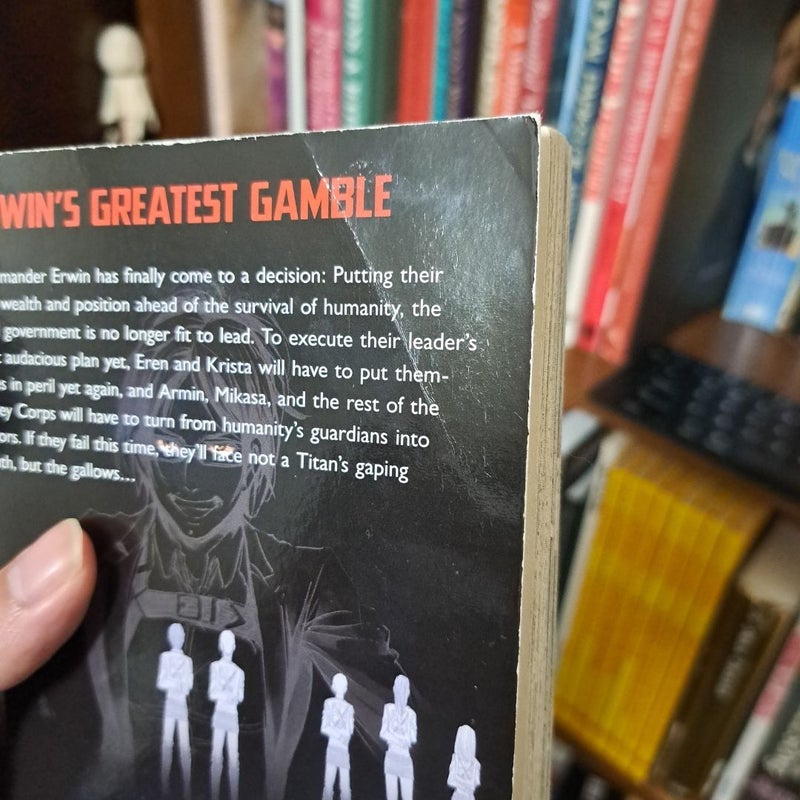 WIN'S GREATEST GAMBLE
mander Erwin has finally come to a decision: Putting their
wealth and position ahead of the survival of humanity, the
government is no longer fit to lead. To execute their leader's
audacious plan yet, Eren and Krista will have to put them-
s in peril yet again, and Armin, Mikasa, and the rest of the
ey Corps will have to turn from humanity's guardians into
ors. If they fail this time, they'll face not a Titan's gaping
th, but the gallows...